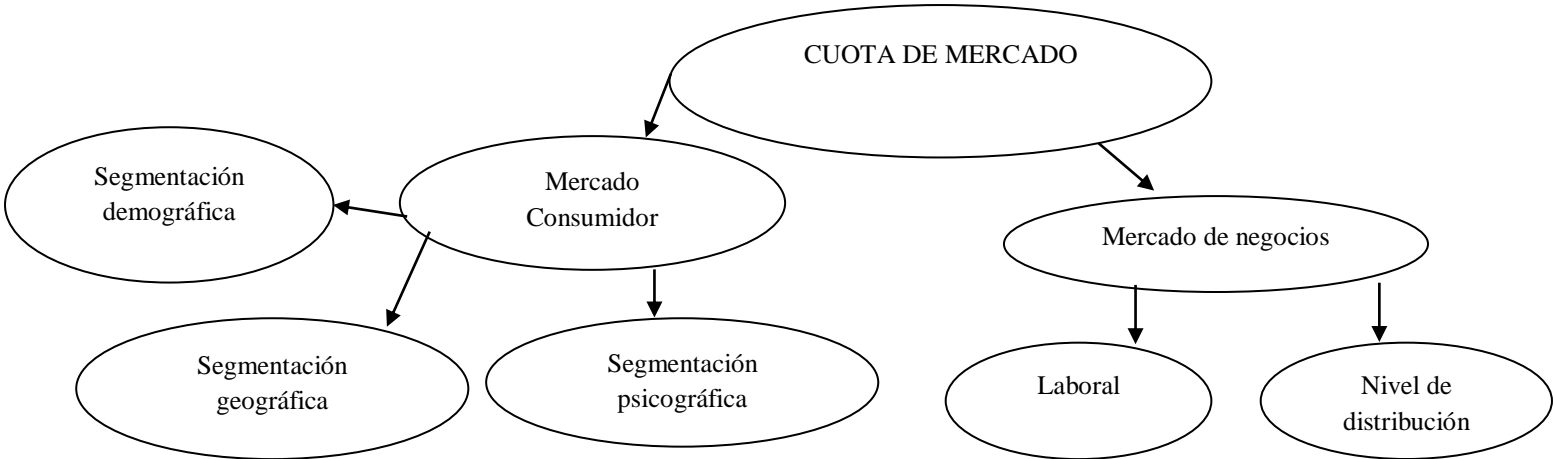 CUOTA DE MERCADO
Segmentación
demográfica
Mercado
Consumidor
Mercado de negocios
Segmentación
geográfica
Segmentación
psicográfica
Laboral
Nivel de
distribución